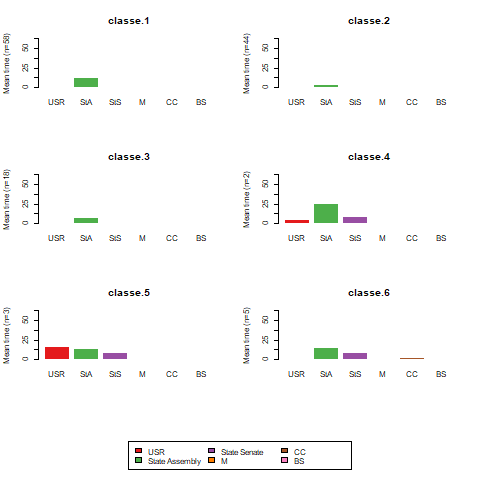 classe.1
classe.2
Mean time (n=58)
0 25 50
USR StA StS M CC BS
Mean time (n=44)
0 25 50
USR StA StS M CC BS
classe.3
classe.4
Mean time (n=18)
0 25 50
USR StA StS M CC BS
Mean time (n=2)
0 25 50
USR StA StS M CC BS
classe.5
classe.6
Mean time (n=3)
0 25 50
USR StA StS M CC BS
Mean time (n=5)
0 25 50
USR StA StS M CC BS
USR State Senate CC
State Assembly M BS